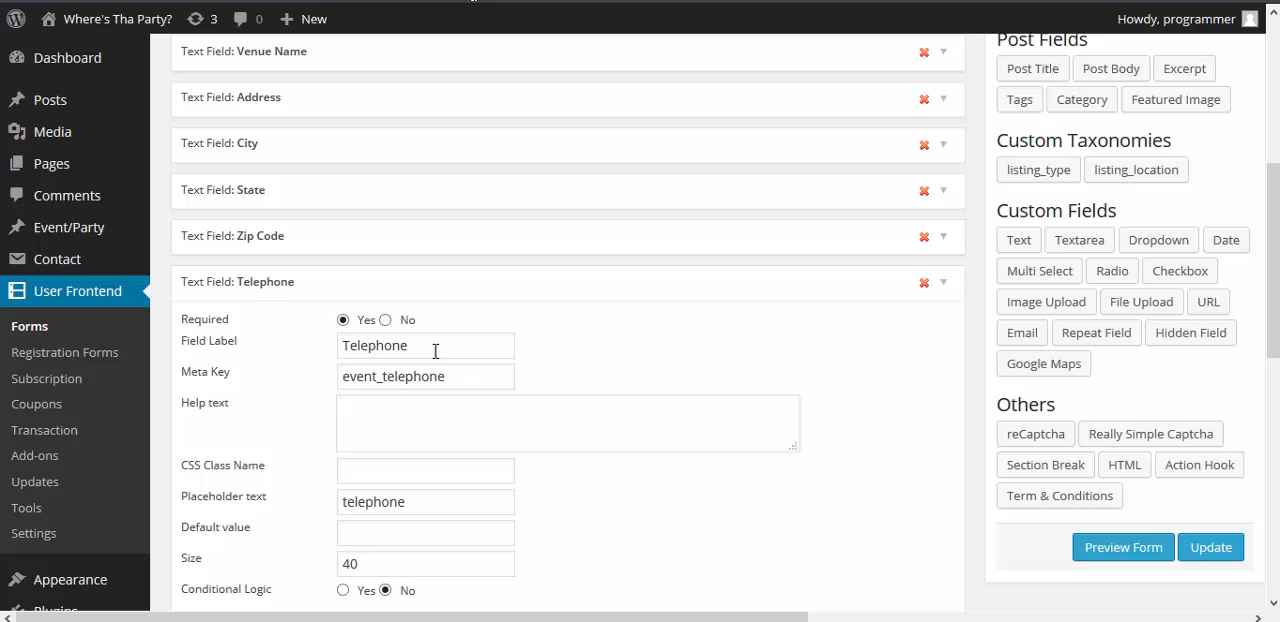 Where's Tha Party? 3 0 New Howdy, programmer
Dashboard
Posts
Media
Pages
Comments
Event/Party
Contact
User Frontend
Forms
Registration Forms
Subscription
Coupons
Transaction
Add-ons
Updates
Tools
Settings
Appearance
Plugins
Text Field: Venue Name
Text Field: Address
Text Field: City
Text Field: State
Text Field: Zip Code
Text Field: Telephone
Required Yes No
Field Label Telephone
Meta Key event_telephone
Help text
CSS Class Name
Placeholder text telephone
Default value
Size 40
Conditional Logic Yes No
Post Fields
Post Title Post Body Excerpt
Tags Category Featured Image
Custom Taxonomies
listing_type listing_location
Custom Fields
Text Textarea Dropdown Date
Multi Select Radio Checkbox
Image Upload File Upload URL
Email Repeat Field Hidden Field
Google Maps
Others
reCaptcha Really Simple Captcha
Section Break HTML Action Hook
Term & Conditions
Preview Form Update